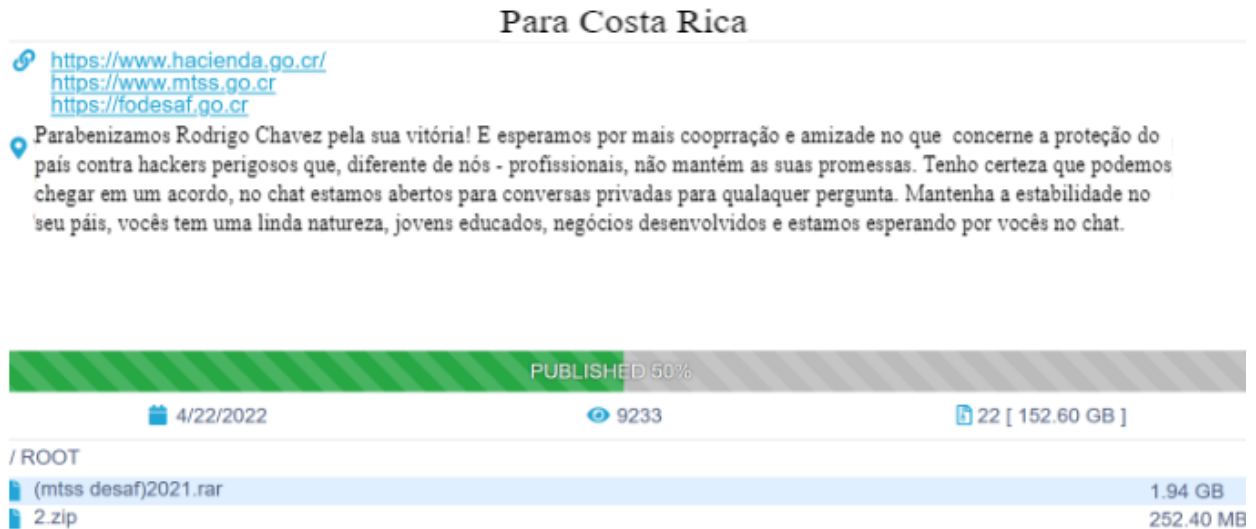 Para Costa Rica
https://www.hacienda.go.cr/
https://www.mtss.go.cr
https://fodesaf.go.cr
Parabenizamos Rodrigo Chavez pela sua vitória! E esperamos por mais cooprração e amizade no que concerne a proteção do
país contra hackers perigosos que, diferente de nós - profissionais, não mantém as suas promessas. Tenho certeza que podemos
chegar em um acordo, no chat estamos abertos para conversas privadas para qualaquer pergunta. Mantenha a estabilidade no
seu páis, vocês tem uma linda natureza, jovens educados, negócios desenvolvidos e estamos esperando por vocês no chat.
PUBLISHED 50%
4/22/2022 9233 22 [ 152.60 GB ]
/ ROOT
(mtss desaf)2021.rar 1.94 GB
2.zip 252.40 MB